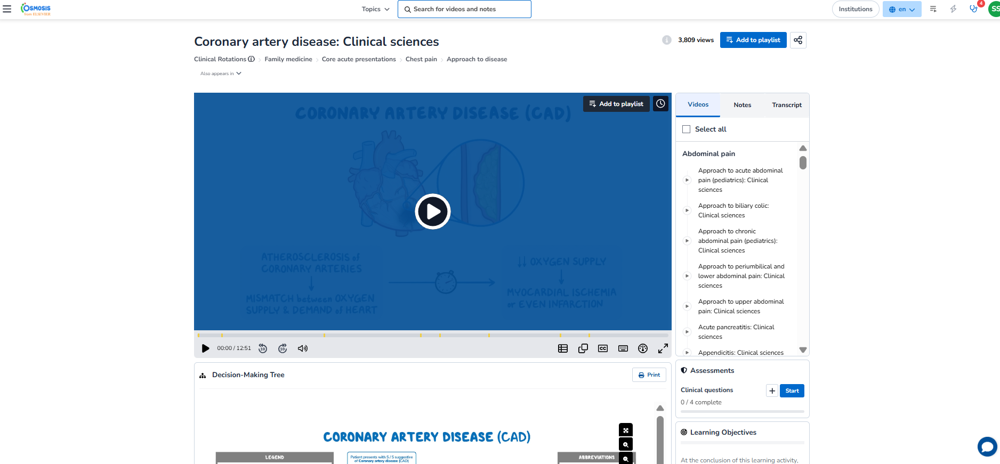 OSMOSIS
from ELSEVIER
Topics
Search for videos and notes
Institutions
en
4
SS
Coronary artery disease: Clinical sciences
3,809 views
Add to playlist
Clinical Rotations
Family medicine
Core acute presentations
Chest pain
Approach to disease
Also appears in
Add to playlist
CORONARY ARTERY DISEASE (CAD)
ATHEROSCLEROSIS of
CORONARY ARTERIES
MISMATCH between OXYGEN
SUPPLY & DEMAND of HEART
↓↓ OXYGEN SUPPLY
MYOCARDIAL ISCHEMIA
or EVEN INFARCTION
00:00 / 12:51
10
10
CC
Videos
Notes
Transcript
Select all
Abdominal pain
Approach to acute abdominal
pain (pediatrics): Clinical
sciences
Approach to biliary colic:
Clinical sciences
Approach to chronic
abdominal pain (pediatrics):
Clinical sciences
Approach to periumbilical and
lower abdominal pain: Clinical
sciences
Approach to upper abdominal
pain: Clinical sciences
Acute pancreatitis: Clinical
sciences
Appendicitis: Clinical sciences
Decision-Making Tree
Print
CORONARY ARTERY DISEASE (CAD)
LEGEND
Patient presents with S / S suggestive
of Coronary artery disease (CAD)
ABBREVIATIONS
Assessments
Clinical questions
Start
0 / 4 complete
Learning Objectives
At the conclusion of this learning activity,